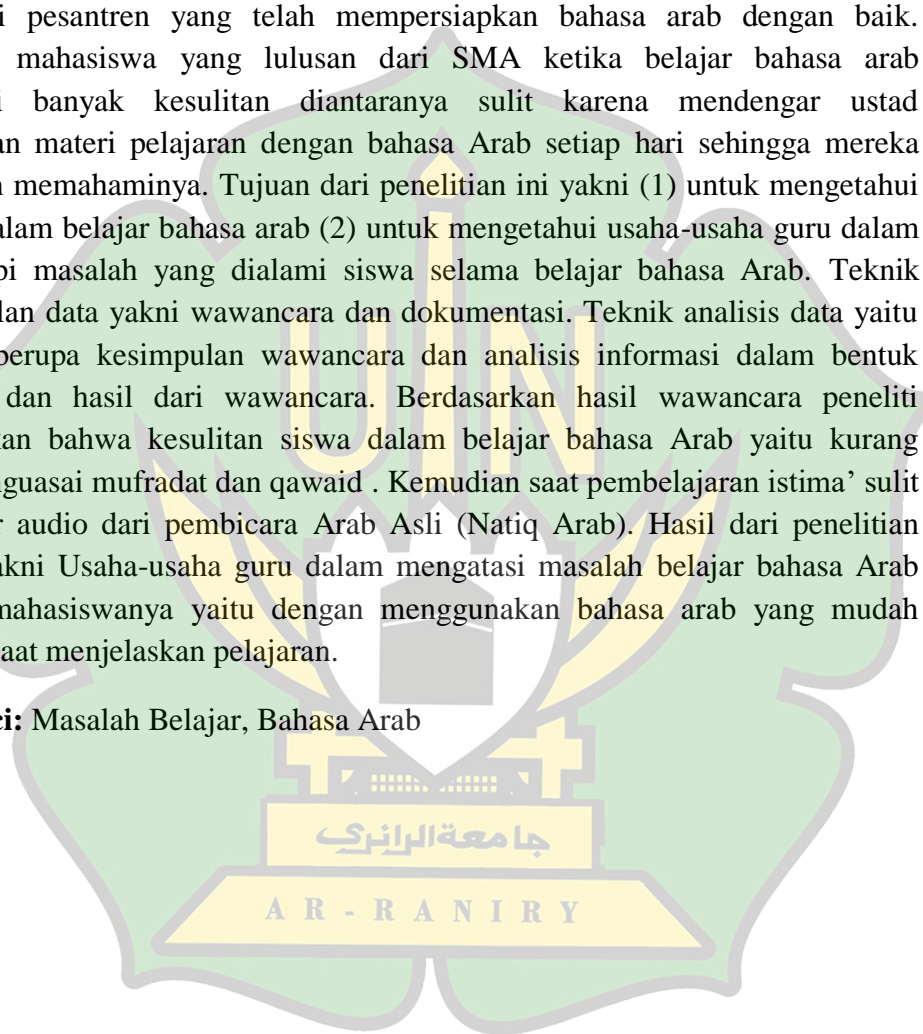 i pesantren yang telah mempersiapkan bahasa arab dengan baik.
mahasiswa yang lulusan dari SMA ketika belajar bahasa arab
i banyak kesulitan diantaranya sulit karena mendengar ustad
an materi pelajaran dengan bahasa Arab setiap hari sehingga mereka
n memahaminya. Tujuan dari penelitian ini yakni (1) untuk mengetahui
alam belajar bahasa arab (2) untuk mengetahui usaha-usaha guru dalam
pi masalah yang dialami siswa selama belajar bahasa Arab. Teknik
lan data yakni wawancara dan dokumentasi. Teknik analisis data yaitu
berupa kesimpulan wawancara dan analisis informasi dalam bentuk
dan hasil dari wawancara. Berdasarkan hasil wawancara peneliti
kan bahwa kesulitan siswa dalam belajar bahasa Arab yaitu kurang
nguasai mufradat dan qawaid . Kemudian saat pembelajaran istima’ sulit
r audio dari pembicara Arab Asli (Natiq Arab). Hasil dari penelitian
akni Usaha-usaha guru dalam mengatasi masalah belajar bahasa Arab
mahasiswanya yaitu dengan menggunakan bahasa arab yang mudah
saat menjelaskan pelajaran.
ci: Masalah Belajar, Bahasa Arab
UIN
جامعة الرانري
AR-RANIRY